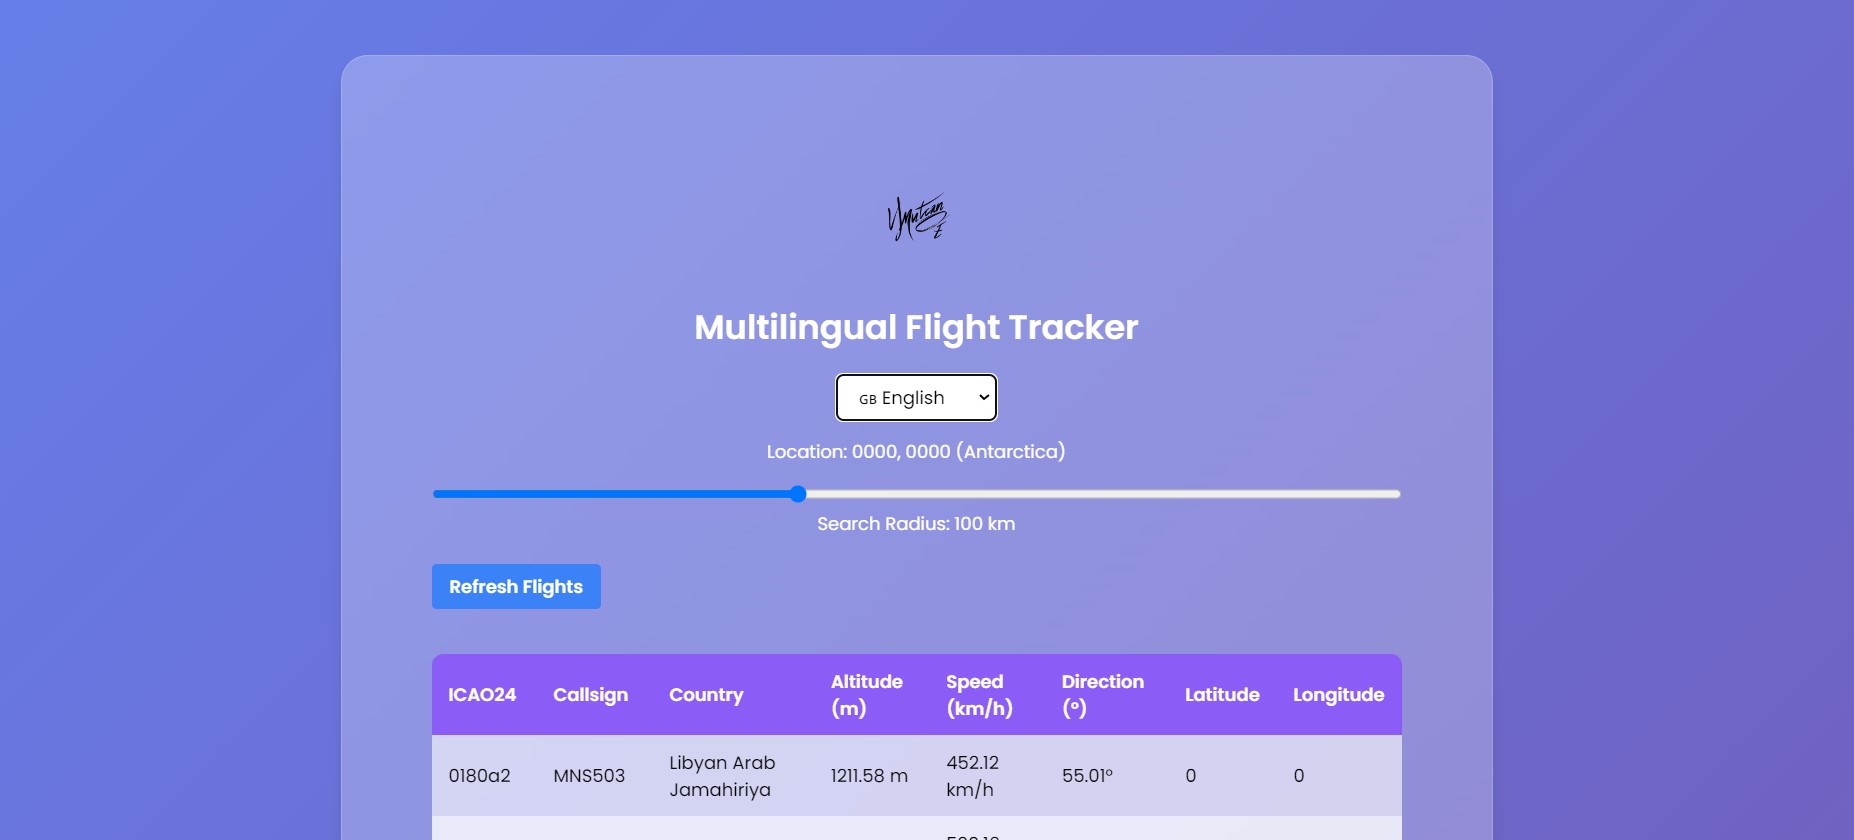 Multilingual Flight Tracker
GB English
Location: 0000, 0000 (Antarctica)
Search Radius: 100 km
Refresh Flights
ICAO24 Callsign Country Altitude (m) Speed (km/h) Direction (°) Latitude Longitude
0180a2 MNS503 Libyan Arab Jamahiriya 1211.58 m 452.12 km/h 55.01° 0 0